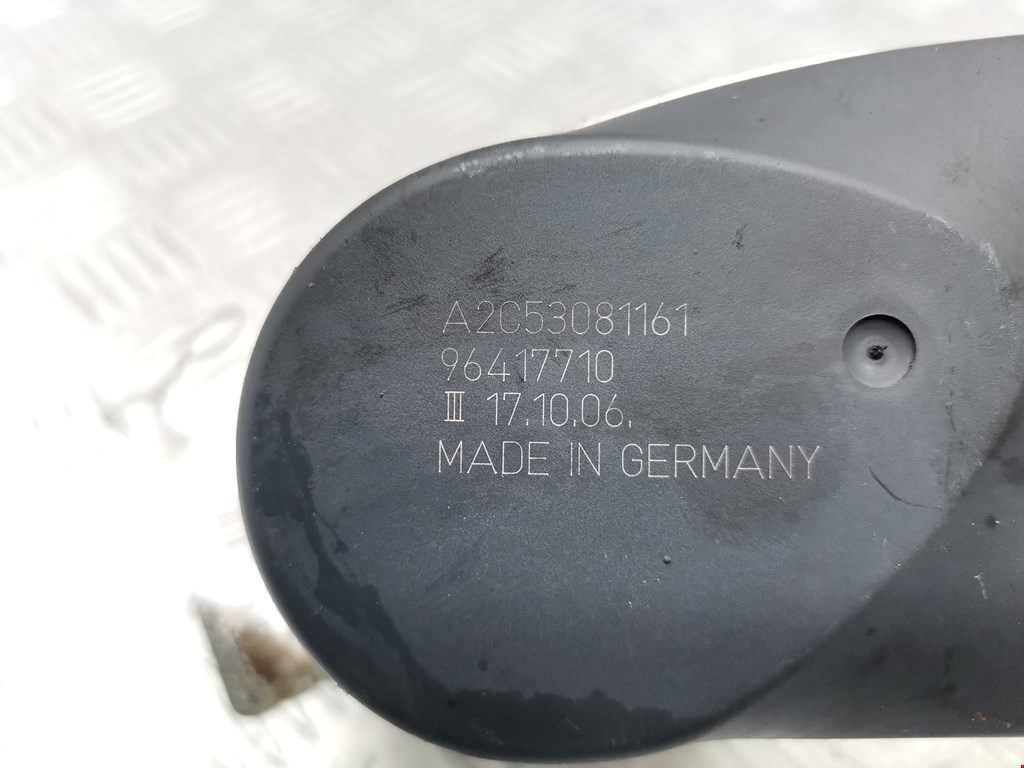 A2C53081161
96417710
III 17.10.06.
MADE IN GERMANY